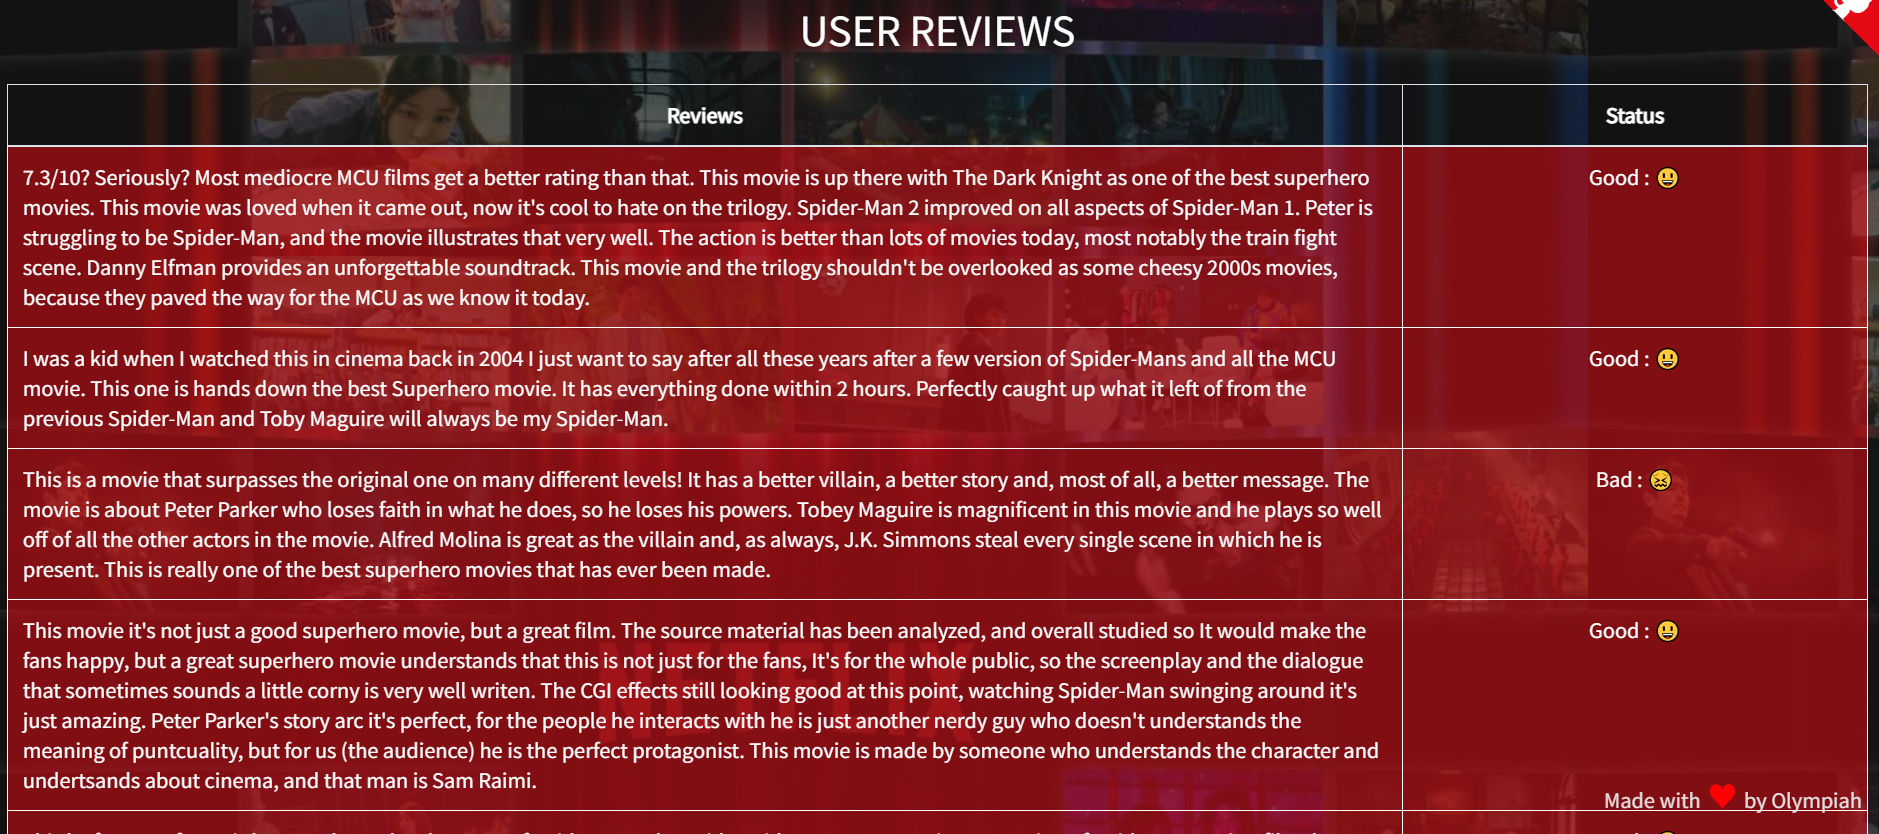 USER REVIEWS
Reviews
Status
7.3/10? Seriously? Most mediocre MCU films get a better rating than that. This movie is up there with The Dark Knight as one of the best superhero
movies. This movie was loved when it came out, now it's cool to hate on the trilogy. Spider-Man 2 improved on all aspects of Spider-Man 1. Peter is
struggling to be Spider-Man, and the movie illustrates that very well. The action is better than lots of movies today, most notably the train fight
scene. Danny Elfman provides an unforgettable soundtrack. This movie and the trilogy shouldn't be overlooked as some cheesy 2000s movies,
because they paved the way for the MCU as we know it today.
Good : 😃
I was a kid when I watched this in cinema back in 2004 I just want to say after all these years after a few version of Spider-Mans and all the MCU
movie. This one is hands down the best Superhero movie. It has everything done within 2 hours. Perfectly caught up what it left of from the
previous Spider-Man and Toby Maguire will always be my Spider-Man.
Good : 😃
This is a movie that surpasses the original one on many different levels! It has a better villain, a better story and, most of all, a better message. The
movie is about Peter Parker who loses faith in what he does, so he loses his powers. Tobey Maguire is magnificent in this movie and he plays so well
off of all the other actors in the movie. Alfred Molina is great as the villain and, as always, J.K. Simmons steal every single scene in which he is
present. This is really one of the best superhero movies that has ever been made.
Bad : 😖
This movie it's not just a good superhero movie, but a great film. The source material has been analyzed, and overall studied so It would make the
fans happy, but a great superhero movie understands that this is not just for the fans, It's for the whole public, so the screenplay and the dialogue
that sometimes sounds a little corny is very well writen. The CGI effects still looking good at this point, watching Spider-Man swinging around it's
just amazing. Peter Parker's story arc it's perfect, for the people he interacts with he is just another nerdy guy who doesn't understands the
meaning of puntcuality, but for us (the audience) he is the perfect protagonist. This movie is made by someone who understands the character and
undertsands about cinema, and that man is Sam Raimi.
Good : 😃
NETFLIX
Made with ❤ by Olympiah